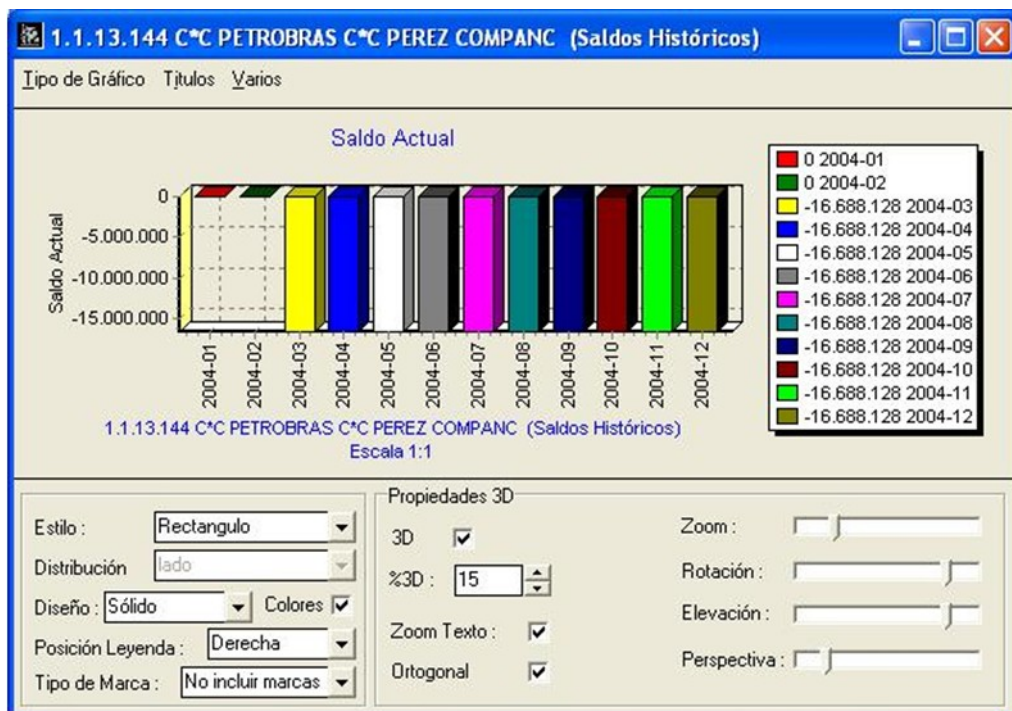 1.1.13.144 C*C PETROBRAS C*C PEREZ COMPANC (Saldos Históricos)
Tipo de Gráfico Titulos Varios
Saldo Actual
Saldo Actual
0
-5.000.000
-10.000.000
-15.000.000
2004-01
2004-02
2004-03
2004-04
2004-05
2004-06
2004-07
2004-08
2004-09
2004-10
2004-11
2004-12
1.1.13.144 C*C PETROBRAS C*C PEREZ COMPANC (Saldos Históricos)
Escala 1:1
0 2004-01
0 2004-02
-16.688.128 2004-03
-16.688.128 2004-04
-16.688.128 2004-05
-16.688.128 2004-06
-16.688.128 2004-07
-16.688.128 2004-08
-16.688.128 2004-09
-16.688.128 2004-10
-16.688.128 2004-11
-16.688.128 2004-12
Estilo : Rectangulo
Distribución lado
Diseño : Sólido Colores
Posición Leyenda : Derecha
Tipo de Marca : No incluir marcas
Propiedades 3D
3D
%3D : 15
Zoom Texto :
Ortogonal
Zoom :
Rotación :
Elevación :
Perspectiva :